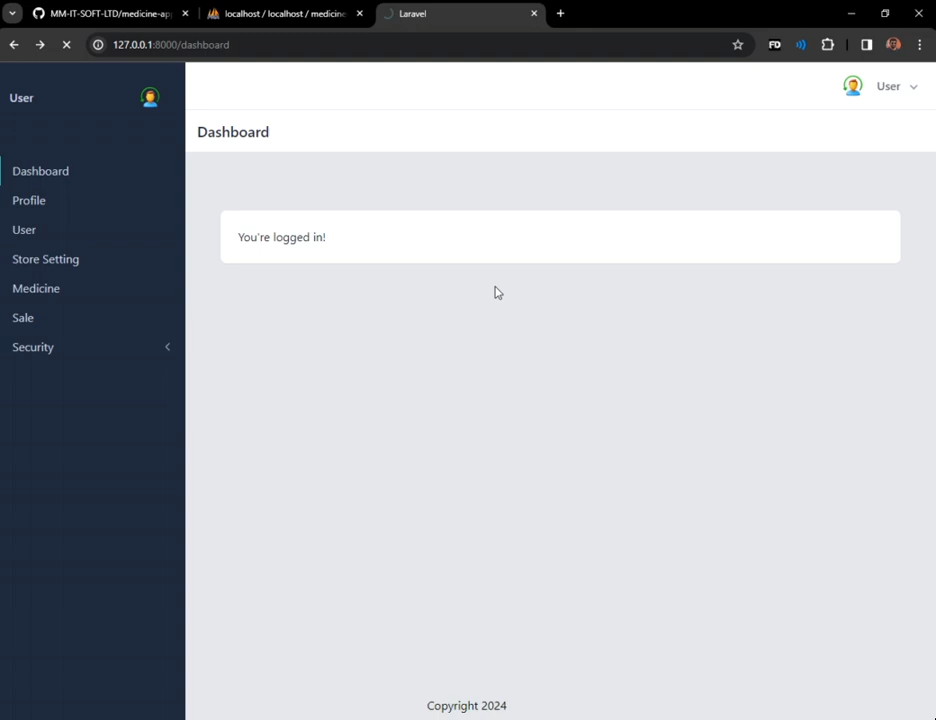 MM-IT-SOFT-LTD/medicine-ap
localhost / localhost / medicine
Laravel
127.0.0.1:8000/dashboard
FD
User
User
Dashboard
Dashboard
Profile
User
Store Setting
Medicine
Sale
Security
You're logged in!
Copyright 2024